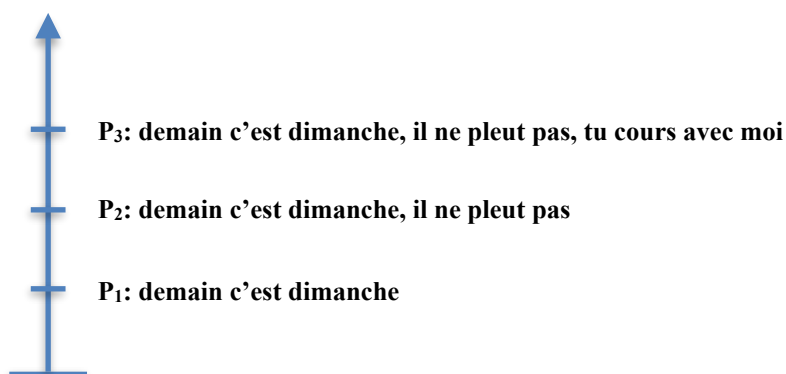 P₃: demain c’est dimanche, il ne pleut pas, tu cours avec moi
P₂: demain c’est dimanche, il ne pleut pas
P₁: demain c’est dimanche